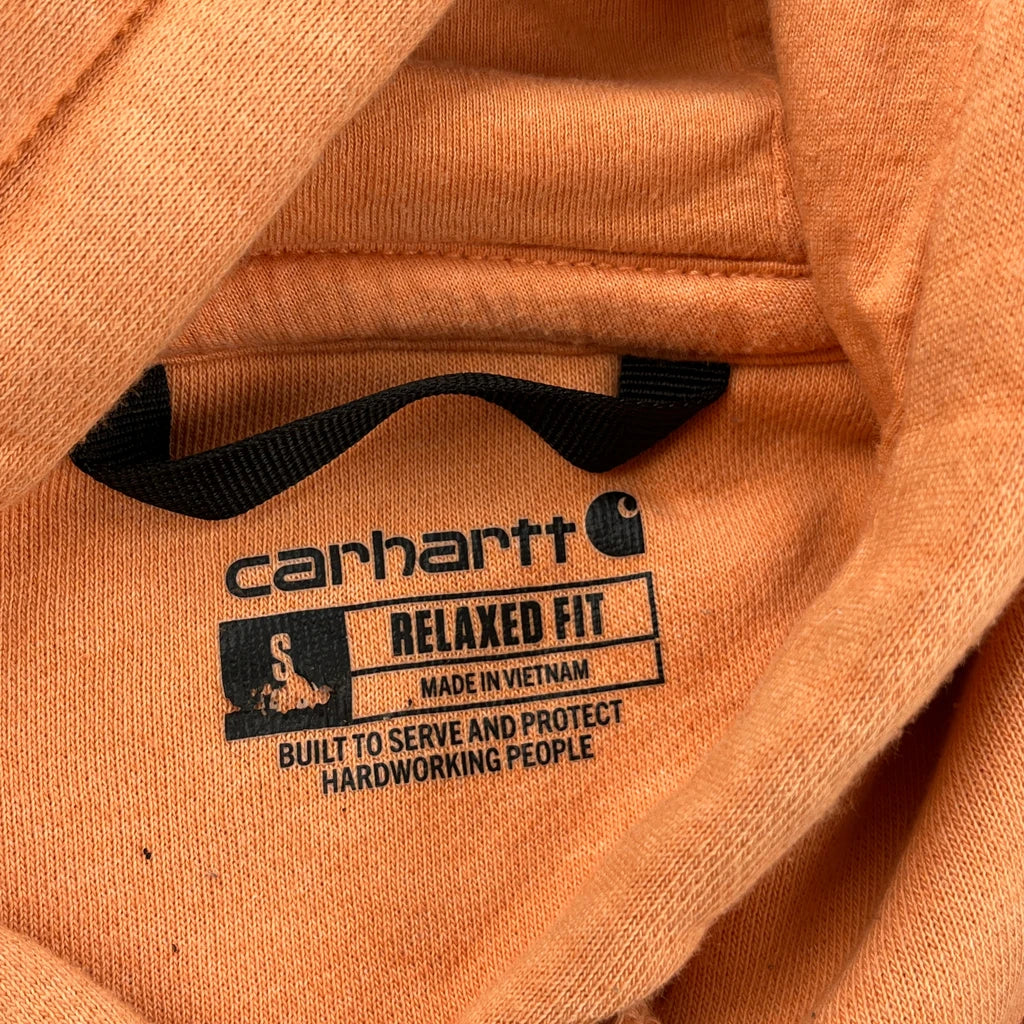 carhartt
RELAXED FIT
S
MADE IN VIETNAM
BUILT TO SERVE AND PROTECT
HARDWORKING PEOPLE